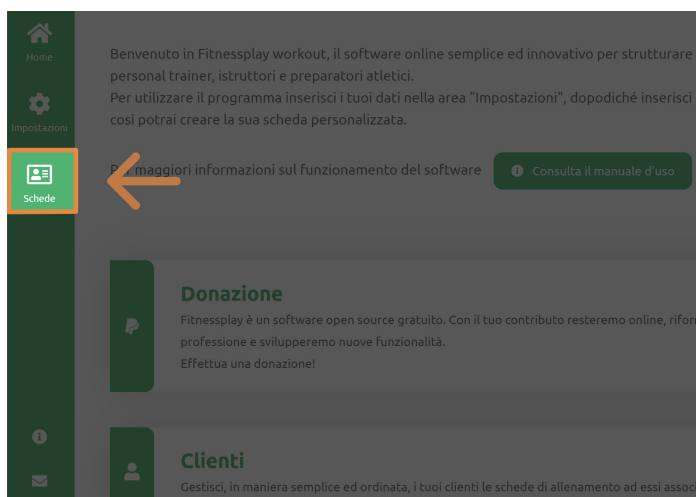 Home
Impostazioni
Schede
Benvenuto in Fitnessplay workout, il software online semplice ed innovativo per strutturare
personal trainer, istruttori e preparatori atletici.
Per utilizzare il programma inserisci i tuoi dati nella area "Impostazioni", dopodiché inserisci
così potrai creare la sua scheda personalizzata.
Per maggiori informazioni sul funzionamento del software
Consulta il manuale d'uso
Donazione
Fitnessplay è un software open source gratuito. Con il tuo contributo resteremo online,
professione e svilupperemo nuove funzionalità.
Effettua una donazione!
Clienti
Gestisci, in maniera semplice ed ordinata, i tuoi clienti le schede di allenamento ad essi